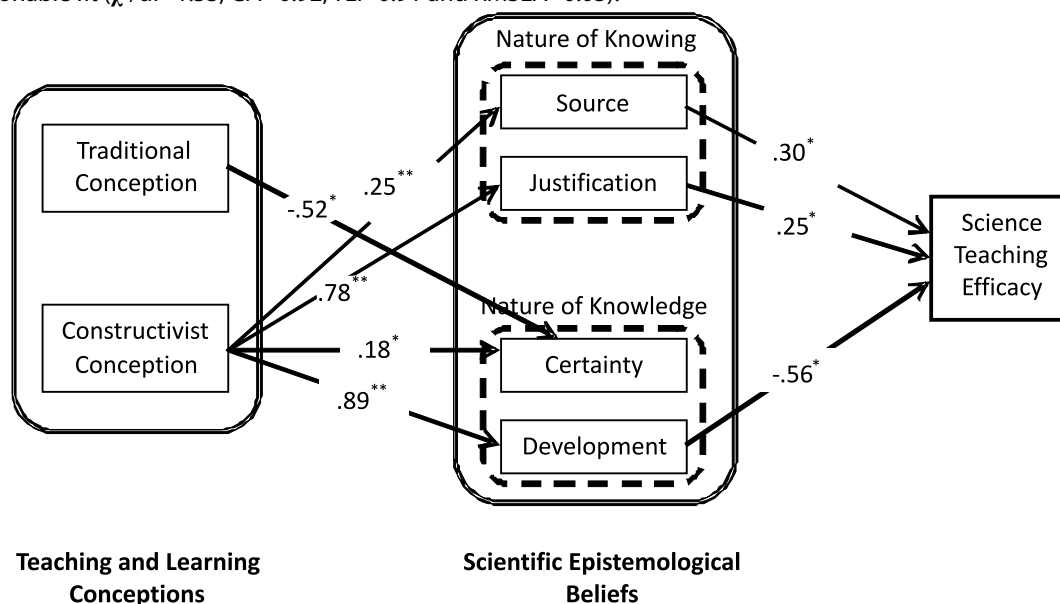 Nature of Knowing
Source
Justification
Traditional
Conception
Constructivist
Conception
.25**
-.52*
.78**
.18*
.89**
Nature of Knowledge
Certainty
Development
.30*
.25*
-.56*
Science
Teaching
Efficacy
Teaching and Learning
Conceptions
Scientific Epistemological
Beliefs